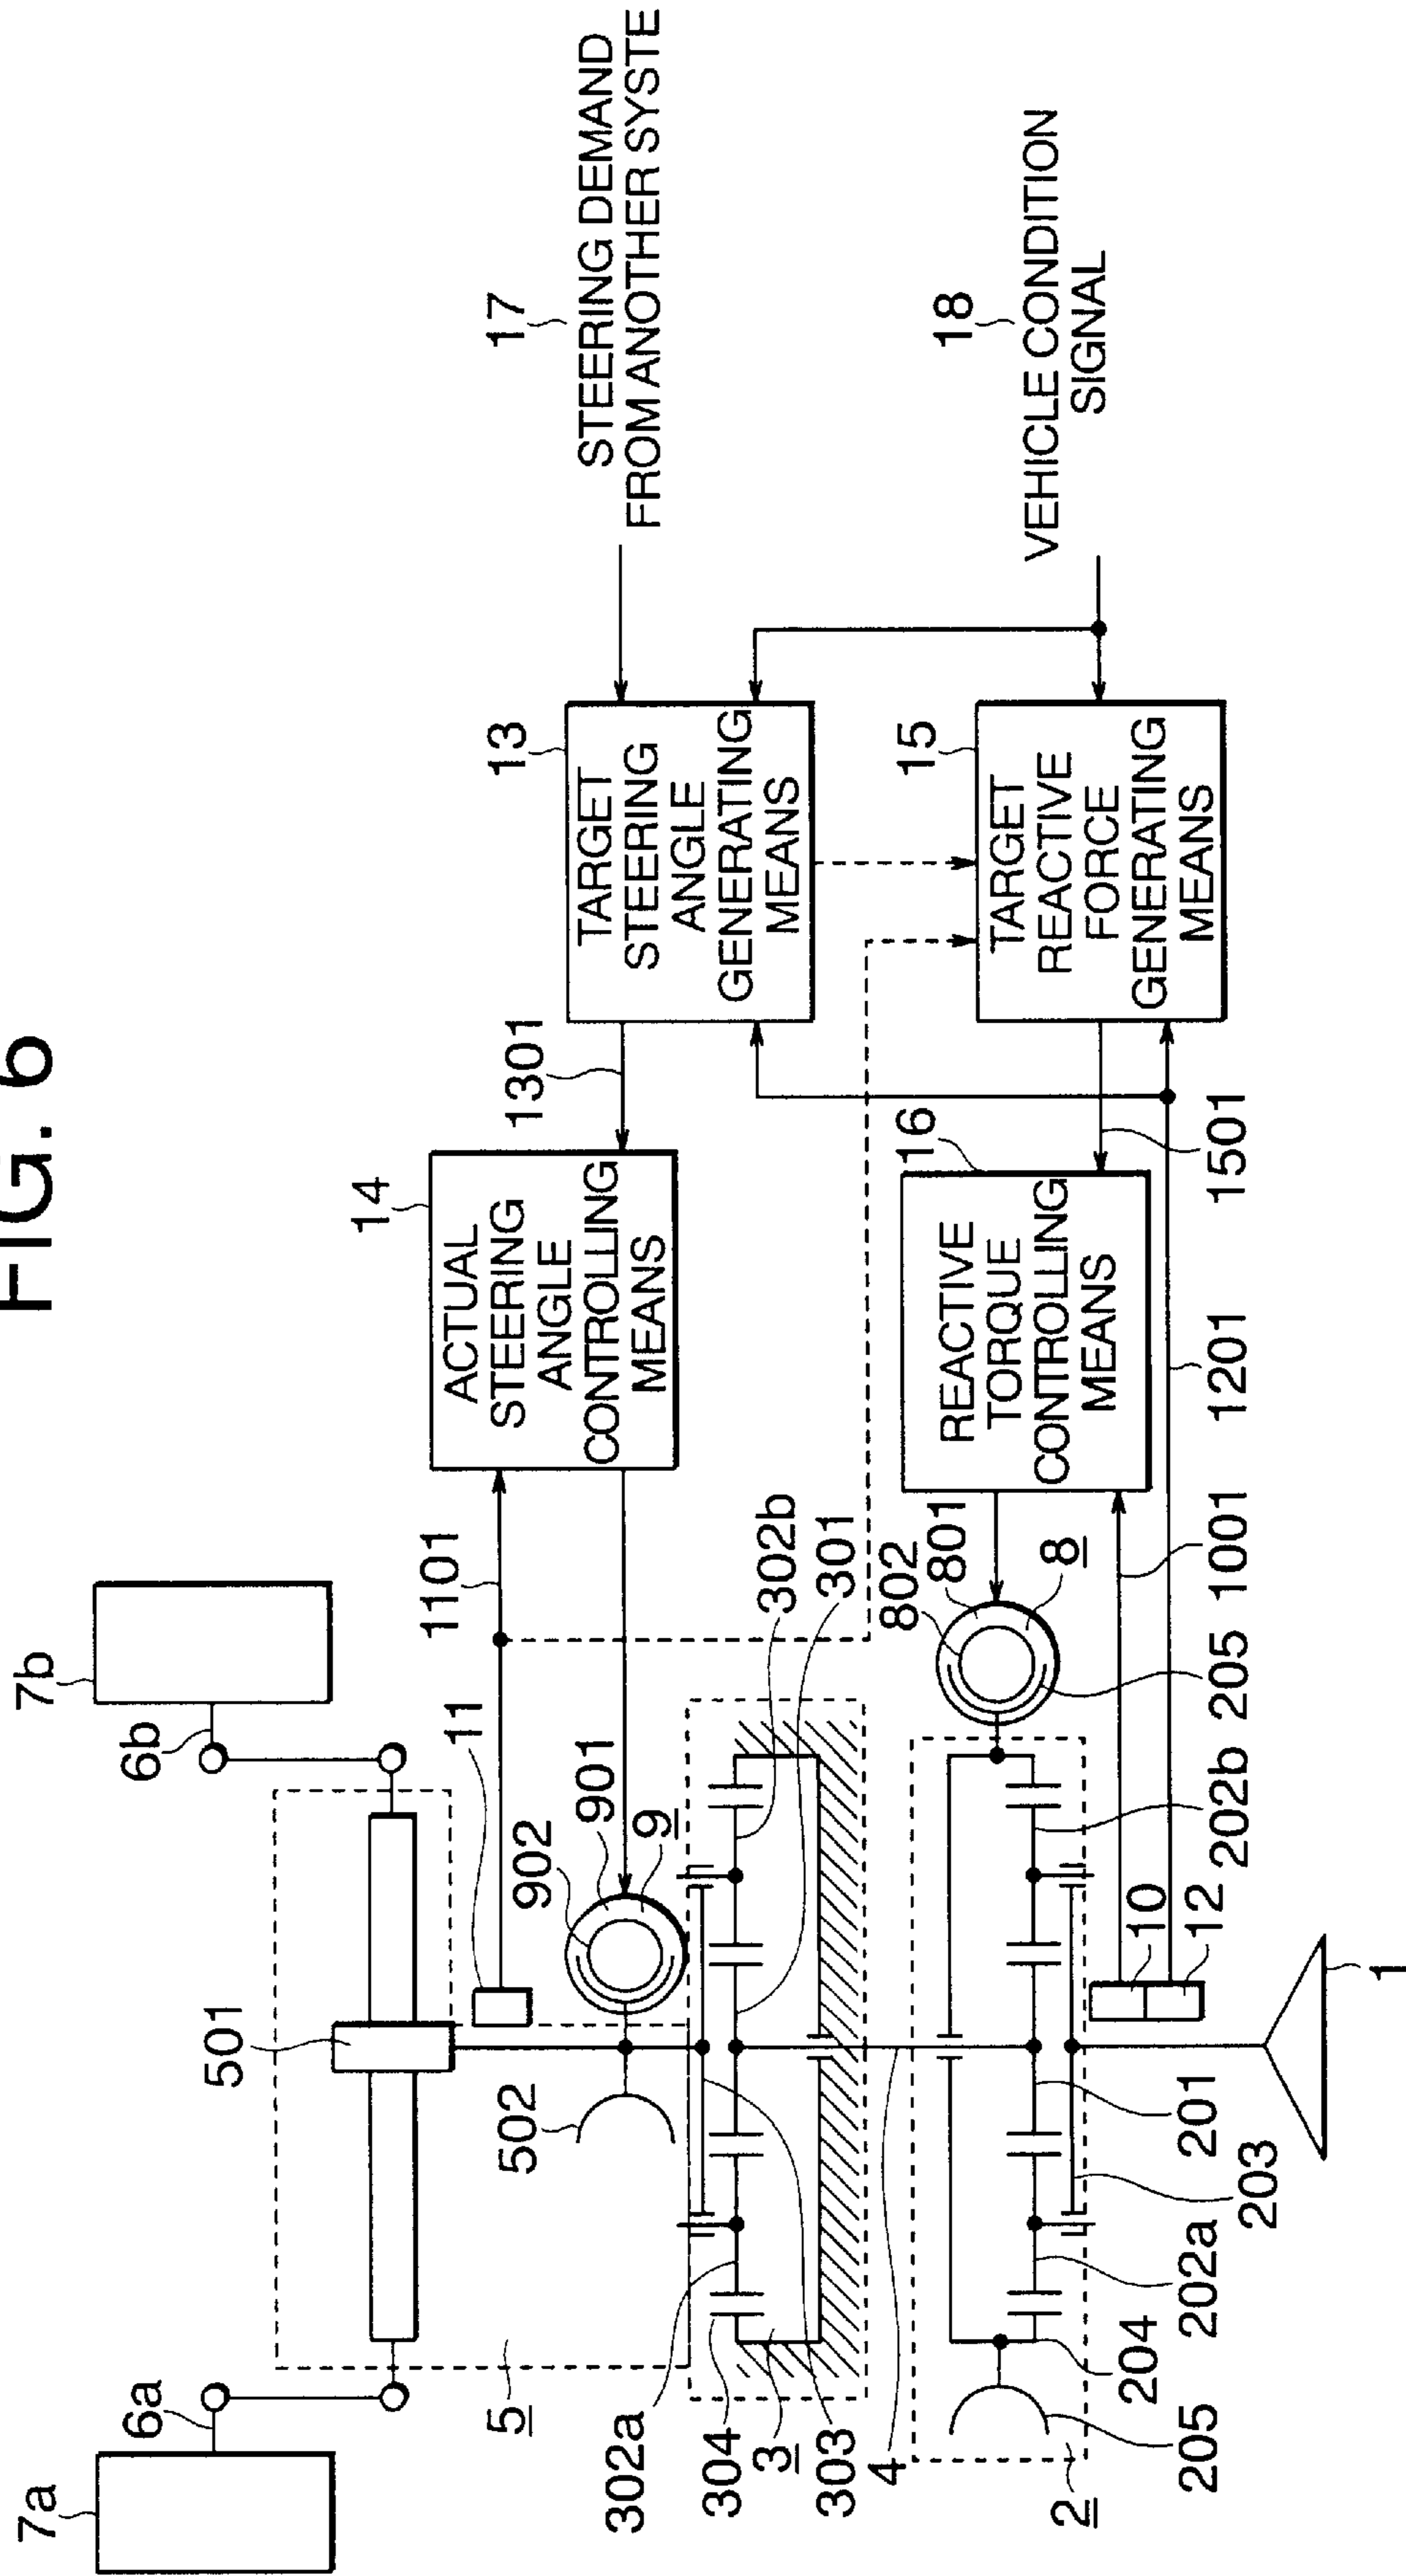 FIG. 6
7a
6a
6b
7b
5
501
502
11
902
901
9
1101
14
ACTUAL
STEERING
ANGLE
CONTROLLING
MEANS
1301
13
TARGET
STEERING
ANGLE
GENERATING
MEANS
17
STEERING DEMAND
FROM ANOTHER SYSTE
302a
304
3
303
302b
301
4
802
801
8
16
REACTIVE
TORQUE
CONTROLLING
MEANS
15
TARGET
REACTIVE
FORCE
GENERATING
MEANS
18
VEHICLE CONDITION
SIGNAL
2
205
204
202a
203
201
10
12
202b
205
1001
1201
1501
1